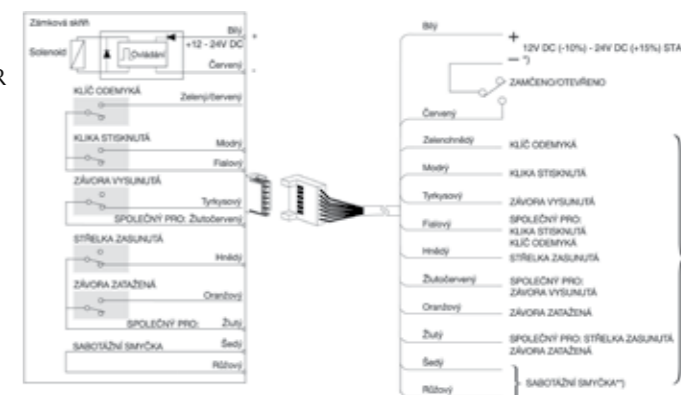 R
Zámková skříň
Bílý
+
+12 - 24V DC
Solenoid
Ovládání
Červený
-
KLÍČ ODEMYKÁ
Zelený/červený
KLIKA STISKNUTÁ
Modrý
Fialový
ZÁVORA VYSUNUTÁ
Tyrkysový
SPOLEČNÝ PRO: Žlutočervený
STŘELKA ZASUNUTÁ
Hnědý
ZÁVORA ZATAŽENÁ
Oranžový
SPOLEČNÝ PRO: Žlutý
SABOTÁŽNÍ SMYČKA
Šedý
Růžový
Bílý
+
12V DC (-10%) - 24V DC (+15%) STA
— *)
ZAMČENO/OTEVŘENO
Červený
Zelenohnědý
KLÍČ ODEMYKÁ
Modrý
KLIKA STISKNUTÁ
Tyrkysový
ZÁVORA VYSUNUTÁ
Fialový
SPOLEČNÝ PRO:
KLIKA STISKNUTÁ
KLÍČ ODEMYKÁ
Hnědý
STŘELKA ZASUNUTÁ
Žlutočervený
SPOLEČNÝ PRO:
ZÁVORA VYSUNUTÁ
Oranžový
ZÁVORA ZATAŽENÁ
Žlutý
SPOLEČNÝ PRO: STŘELKA ZASUNUTÁ
ZÁVORA ZATAŽENÁ
Šedý
SABOTÁŽNÍ SMYČKA**)
Růžový